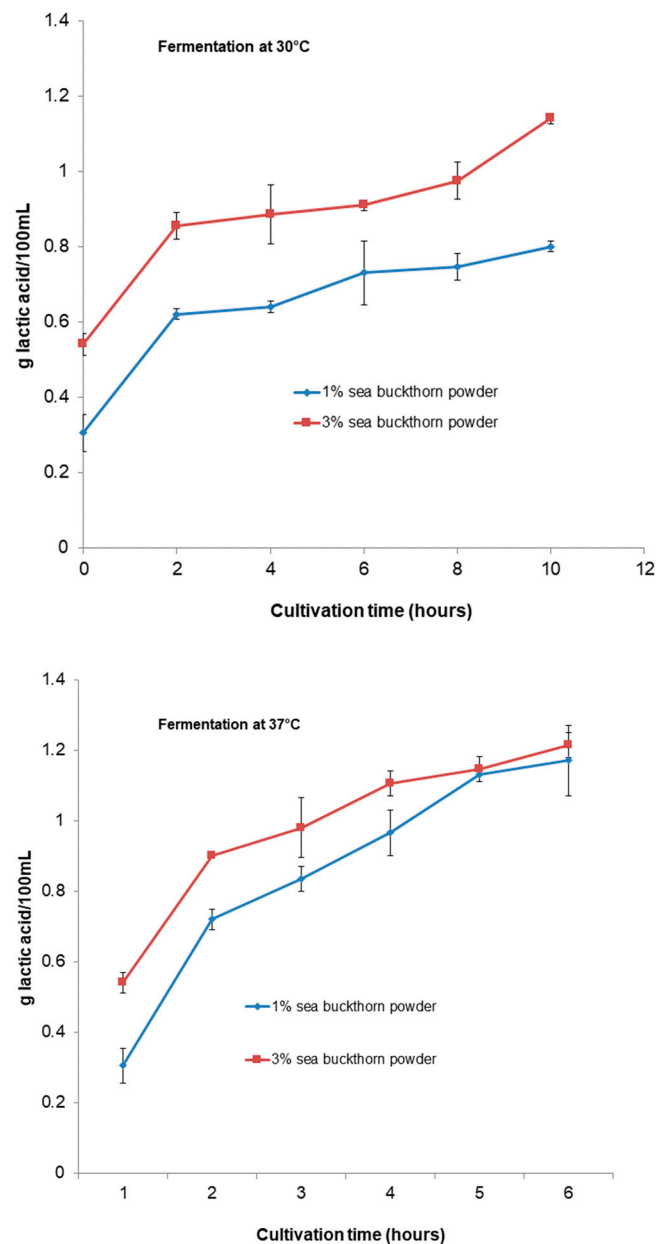 1.4
Fermentation at 30°C
1.2
1
0.8
0.6
0.4
0.2
0
g lactic acid/100mL
1% sea buckthorn powder
3% sea buckthorn powder
0 2 4 6 8 10 12
Cultivation time (hours)
1.4
Fermentation at 37°C
1.2
1
0.8
0.6
0.4
0.2
0
g lactic acid/100mL
1% sea buckthorn powder
3% sea buckthorn powder
1 2 3 4 5 6
Cultivation time (hours)